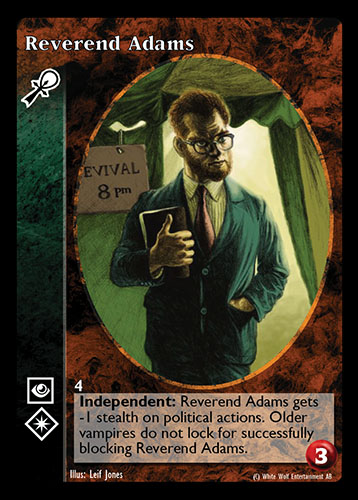 Reverend Adams
EVIVAL
8 pm
4
Independent: Reverend Adams gets
-1 stealth on political actions. Older
vampires do not lock for successfully
blocking Reverend Adams.
3
Illus: Leif Jones
(C) White Wolf Entertainment AB